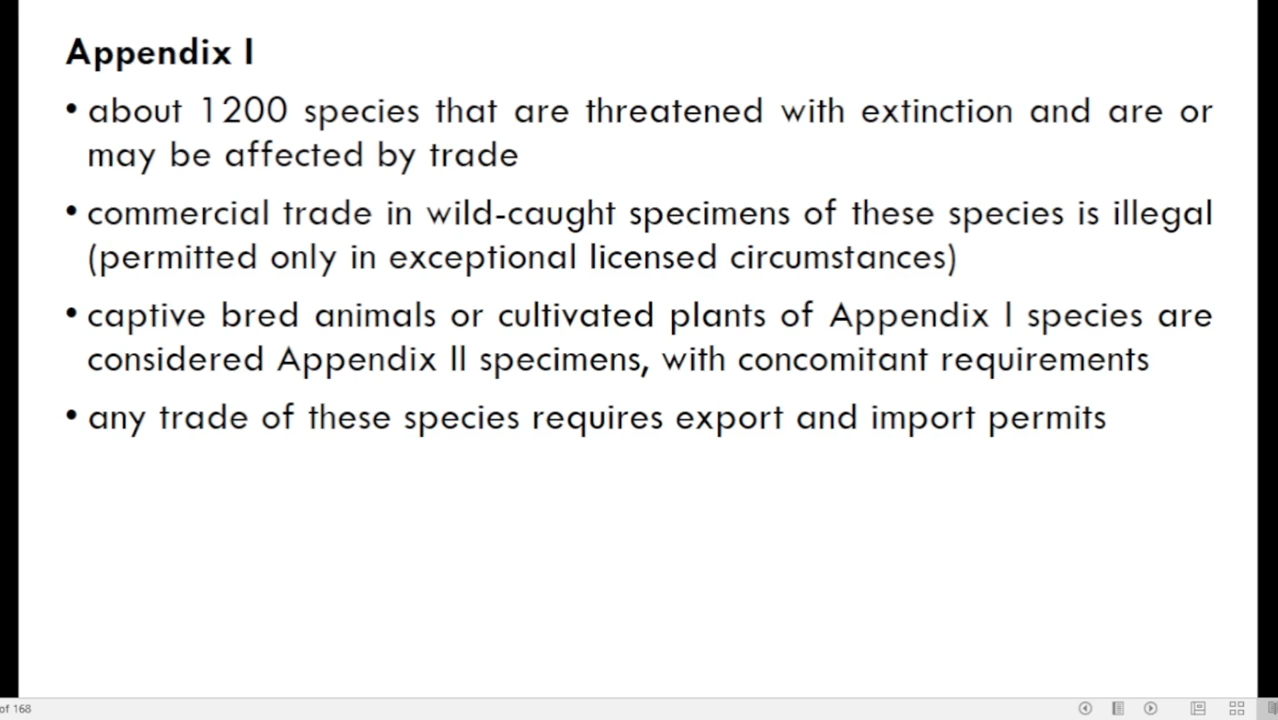 Appendix I
• about 1200 species that are threatened with extinction and are or
may be affected by trade
• commercial trade in wild-caught specimens of these species is illegal
(permitted only in exceptional licensed circumstances)
• captive bred animals or cultivated plants of Appendix I species are
considered Appendix II specimens, with concomitant requirements
• any trade of these species requires export and import permits
of 168